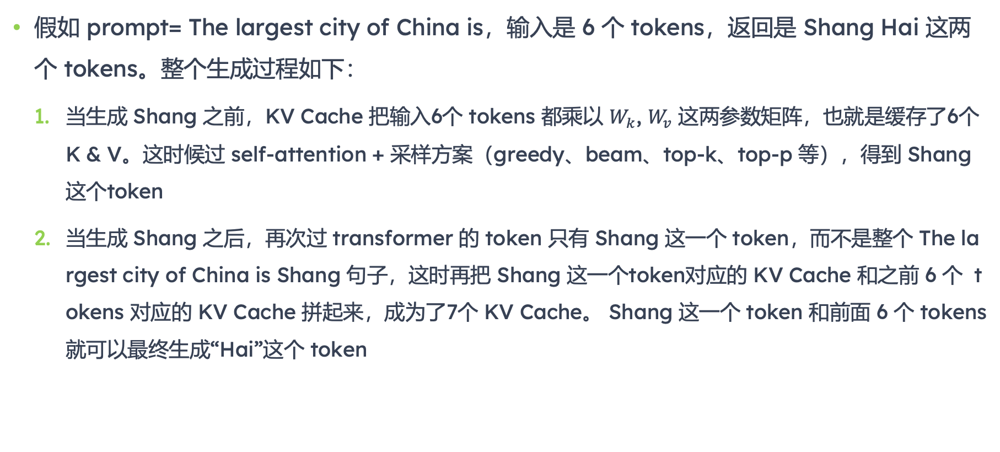 • 假如 prompt= The largest city of China is，输入是 6 个 tokens，返回是 Shang Hai 这两
个 tokens。整个生成过程如下：
1. 当生成 Shang 之前，KV Cache 把输入6个 tokens 都乘以 W_k, W_v 这两参数矩阵，也就是缓存了6个
K & V。这时候过 self-attention + 采样方案（greedy、beam、top-k、top-p 等），得到 Shang
这个token
2. 当生成 Shang 之后，再次过 transformer 的 token 只有 Shang 这一个 token，而不是整个 The la
rgest city of China is Shang 句子，这时再把 Shang 这一个token对应的 KV Cache 和之前 6 个 t
okens 对应的 KV Cache 拼起来，成为了7个 KV Cache。 Shang 这一个 token 和前面 6 个 tokens
就可以最终生成“Hai”这个 token